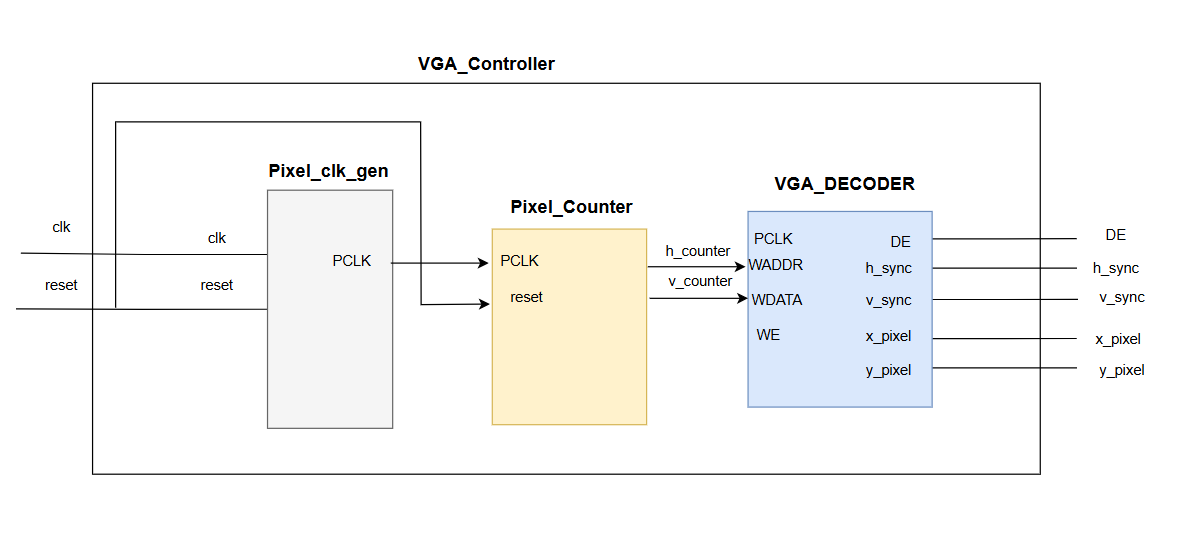 VGA_Controller
Pixel_clk_gen
VGA_DECODER
Pixel_Counter
clk
clk
reset
reset
PCLK
PCLK
reset
h_counter
v_counter
PCLK
WADDR
WDATA
WE
DE
h_sync
v_sync
x_pixel
y_pixel
DE
h_sync
v_sync
x_pixel
y_pixel